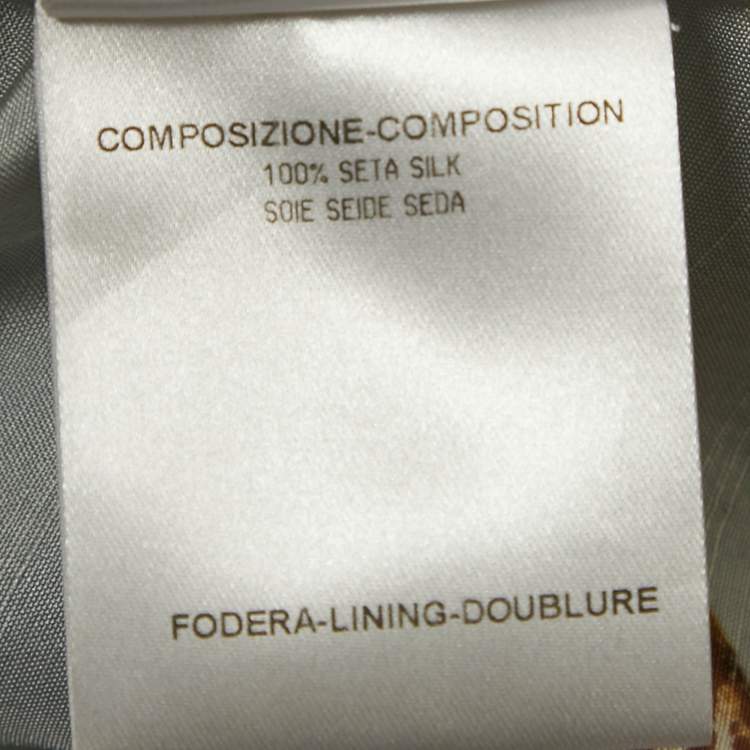 COMPOSIZIONE-COMPOSITION
100% SETA SILK
SOIE SEIDE SEDA
FODERA-LINING-DOUBLURE